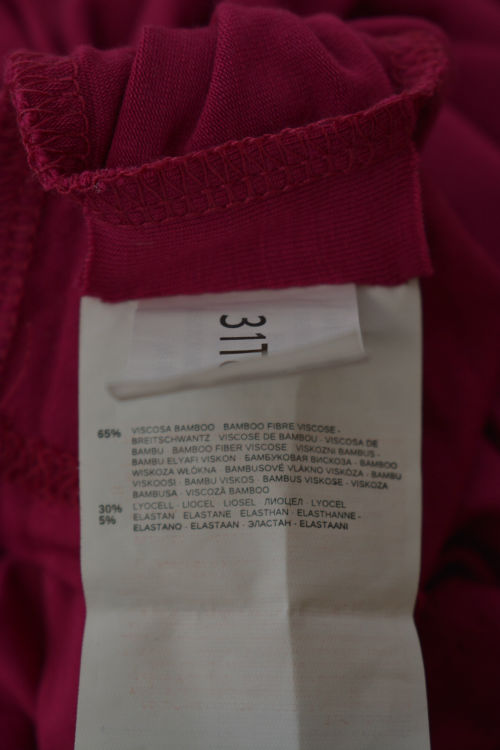 31T
65% VISCOSA BAMBOO BAMBOO FIBRE VISCOSE -
BREITSCHWANTZ VISCOSE DE BAMBOU - VISCOSA DE
BAMBU BAMBOO FIBER VISCOSE VISKOZNI BAMBUS -
BAMBU ELYAFI VISKON БАМБУКОВАЯ ВИСКОЗА - BAMBOO
WISKOZA WŁÓKNA BAMBUSOVÉ VLÁKNO VISKÓZA - BAMBU
VISKOOSI - BAMBU VISKOS - BAMBUS VISKOSE - VISKOZA
BAMBUSA - VISCOZĂ BAMBOO
30% LYOCELL - LIOCEL - LIOSEL - ЛИОЦЕЛ - LYOCEL
5% ELASTAN ELASTANE ELASTHAN - ELASTHANNE -
ELASTANO - ELASTAAN - ЭЛАСТАН - ELASTAANI